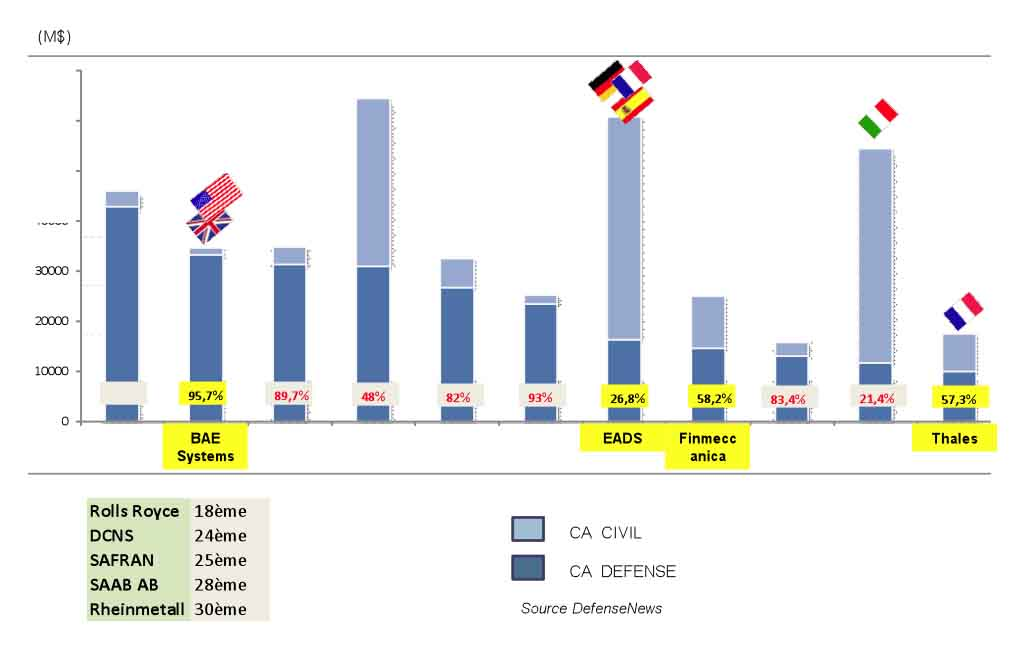 (M$)
30000
20000
10000
0
95,7%
89,7%
48%
82%
93%
26,8%
58,2%
83,4%
21,4%
57,3%
BAE
Systems
EADS
Finmecc
anica
Thales
Rolls Royce 18ème
DCNS 24ème
SAFRAN 25ème
SAAB AB 28ème
Rheinmetall 30ème
CA CIVIL
CA DEFENSE
Source DefenseNews